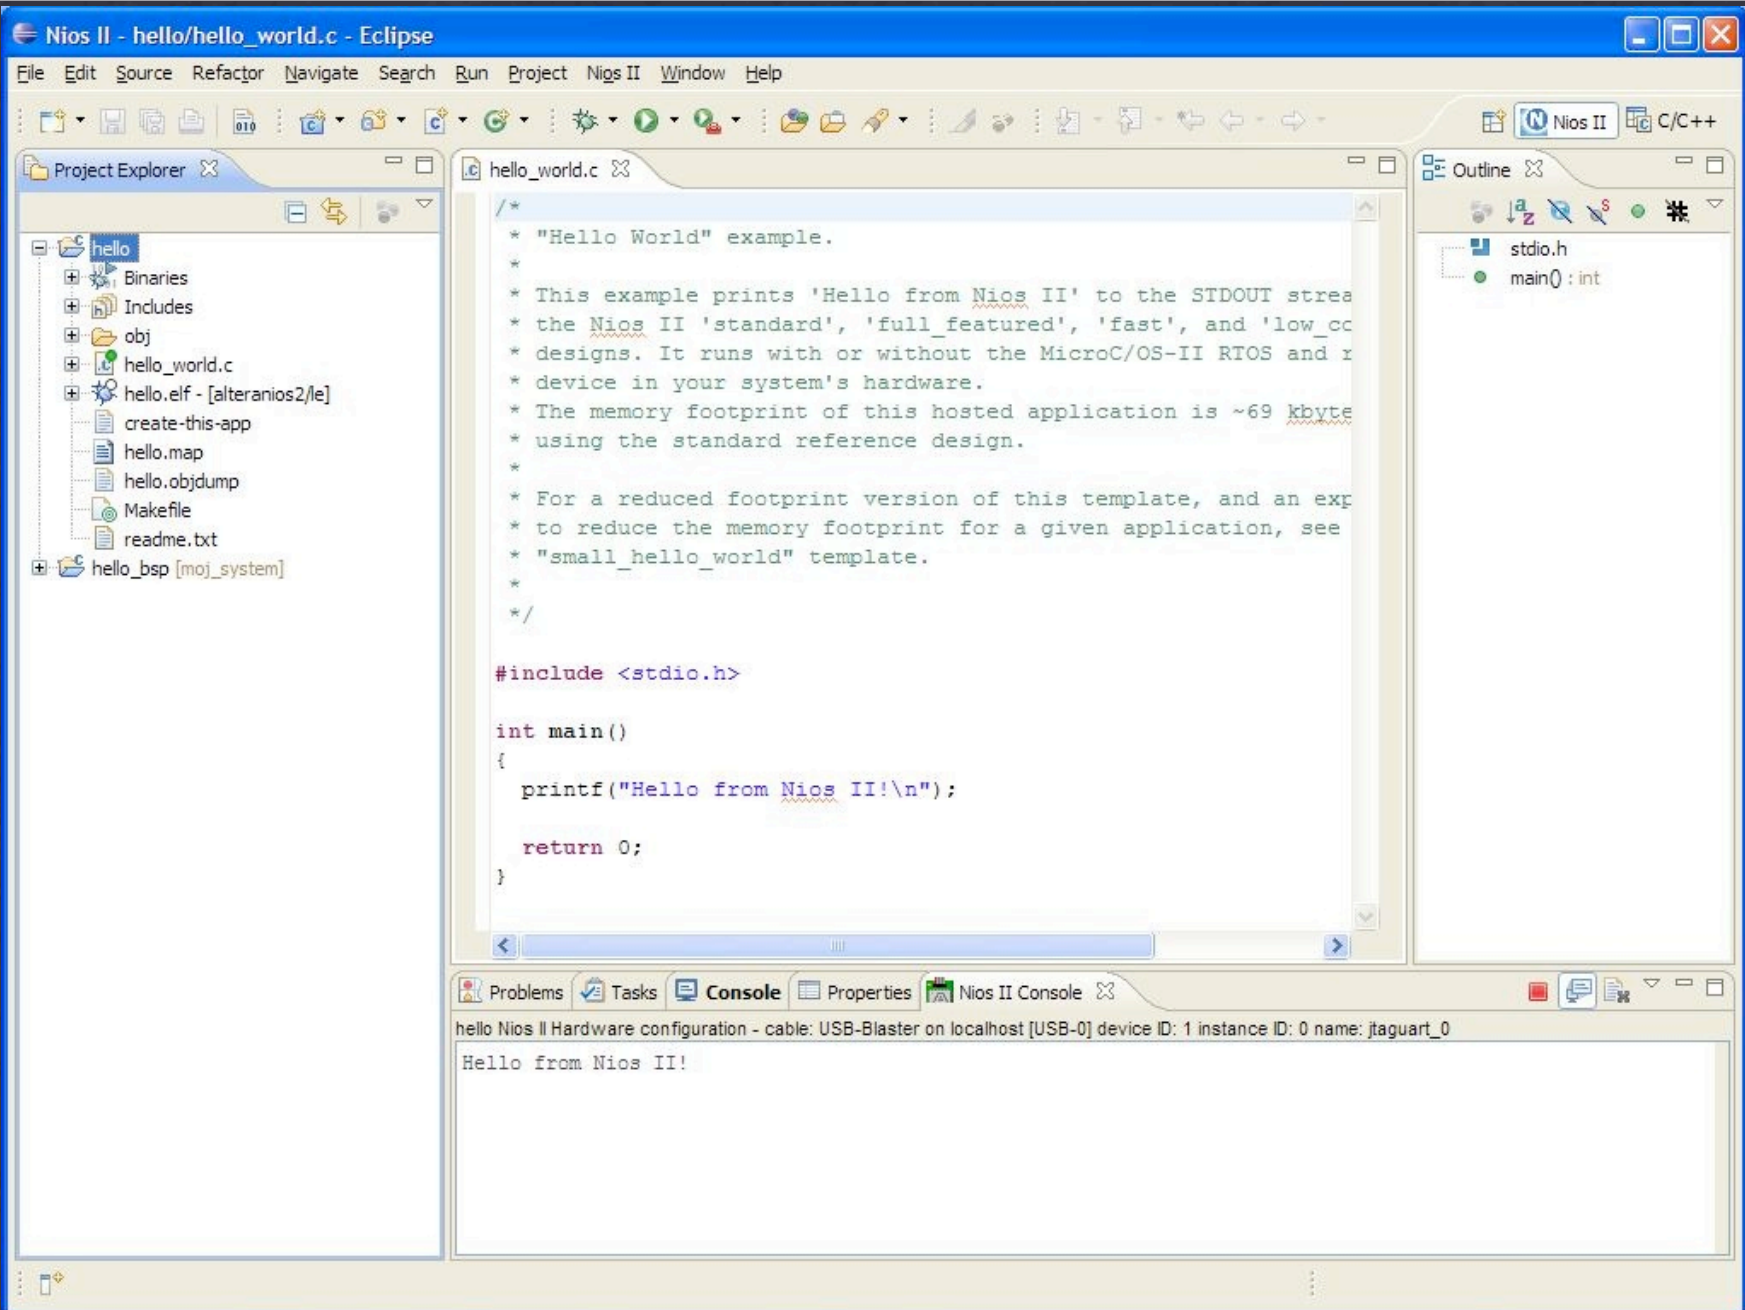 Nios II - hello/hello_world.c - Eclipse
File Edit Source Refactor Navigate Search Run Project Nios II Window Help
010
Nios II C/C++
Project Explorer
hello
Binaries
Includes
obj
hello_world.c
hello.elf - [alteranios2/le]
create-this-app
hello.map
hello.objdump
Makefile
readme.txt
hello_bsp [moj_system]
hello_world.c
/*
* "Hello World" example.
*
* This example prints 'Hello from Nios II' to the STDOUT strea
* the Nios II 'standard', 'full_featured', 'fast', and 'low_co
* designs. It runs with or without the MicroC/OS-II RTOS and r
* device in your system's hardware.
* The memory footprint of this hosted application is ~69 kbyte
* using the standard reference design.
*
* For a reduced footprint version of this template, and an exp
* to reduce the memory footprint for a given application, see
* "small_hello_world" template.
*
*/
#include <stdio.h>
int main()
{
printf("Hello from Nios II!\n");
return 0;
}
Outline
stdio.h
main() : int
Problems Tasks Console Properties Nios II Console
hello Nios II Hardware configuration - cable: USB-Blaster on localhost [USB-0] device ID: 1 instance ID: 0 name: jtaguart_0
Hello from Nios II!